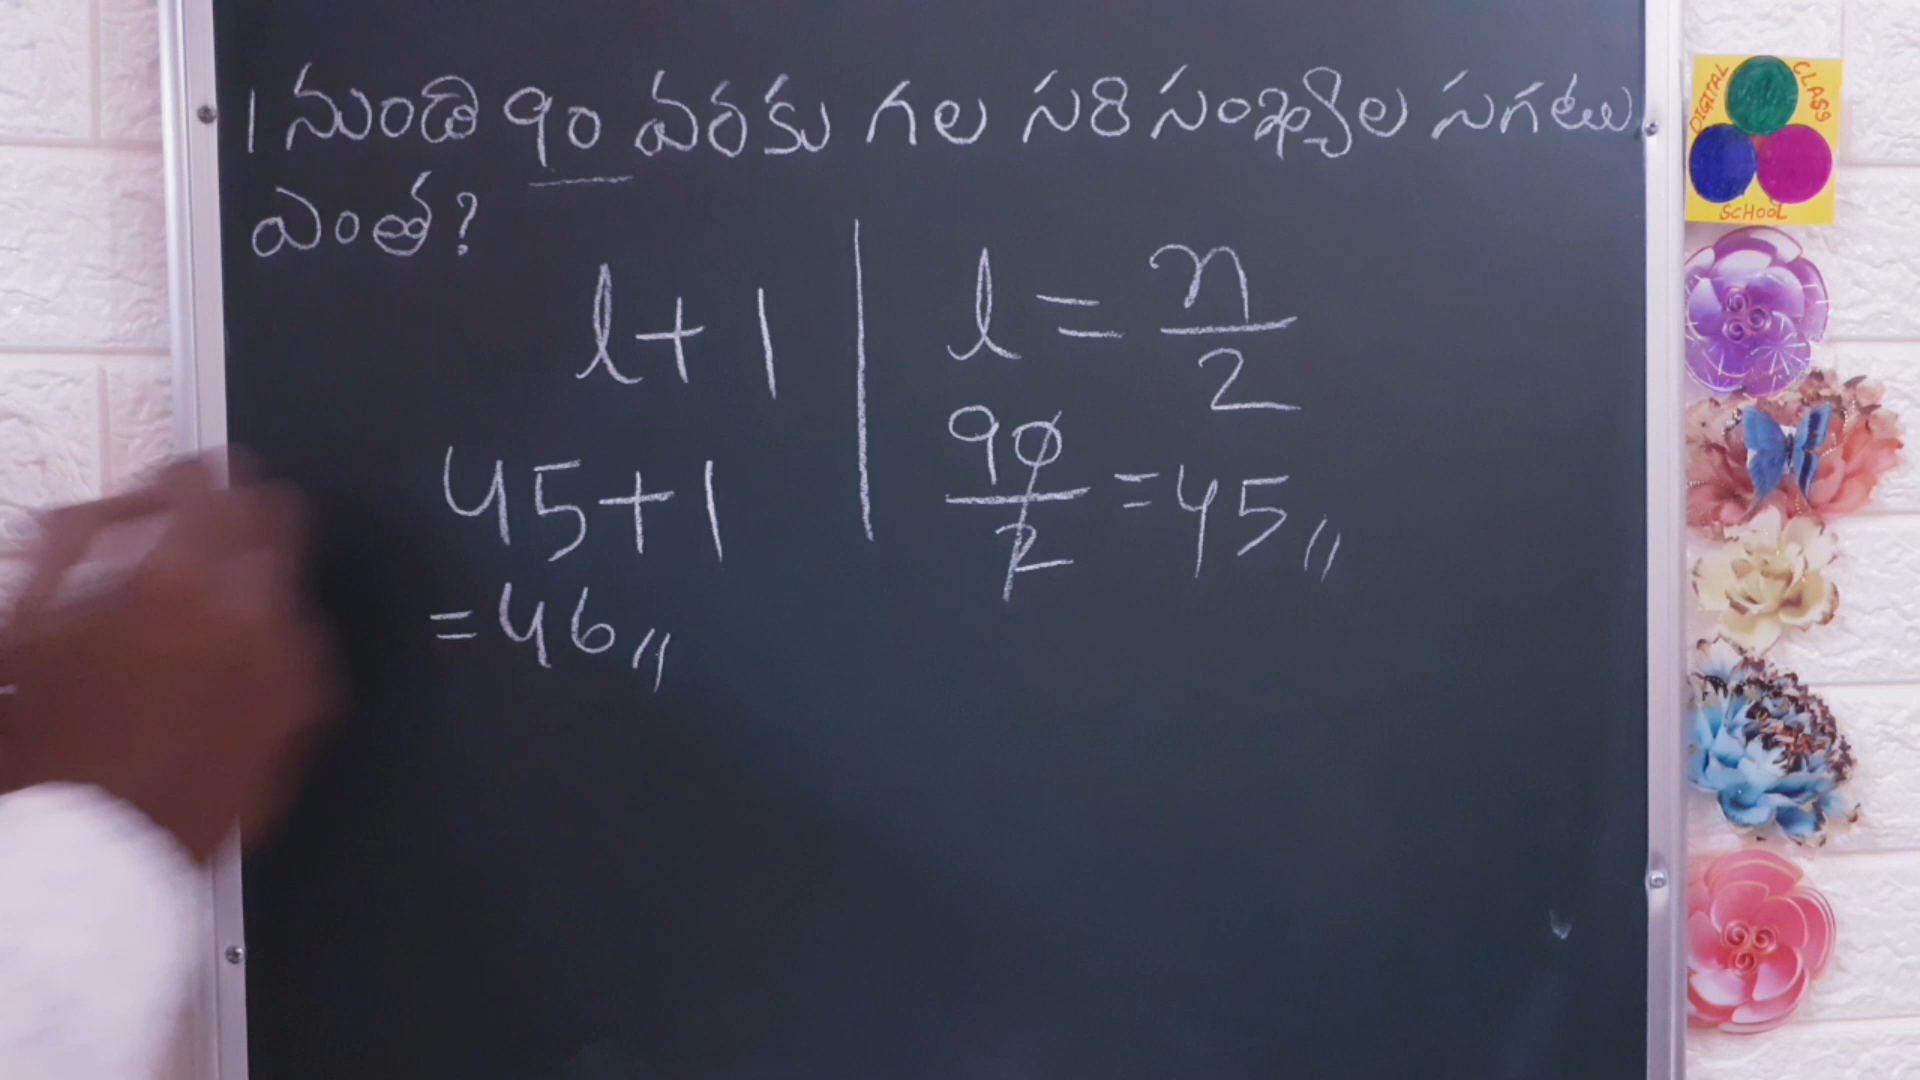 1 నుండి 90 వరకు గల సరి సంఖ్యల సగటు
ఎంత?
l+1
45+1
=46,,
l = n/2
90/2 =45,,
DIGITAL CLASS
SCHOOL